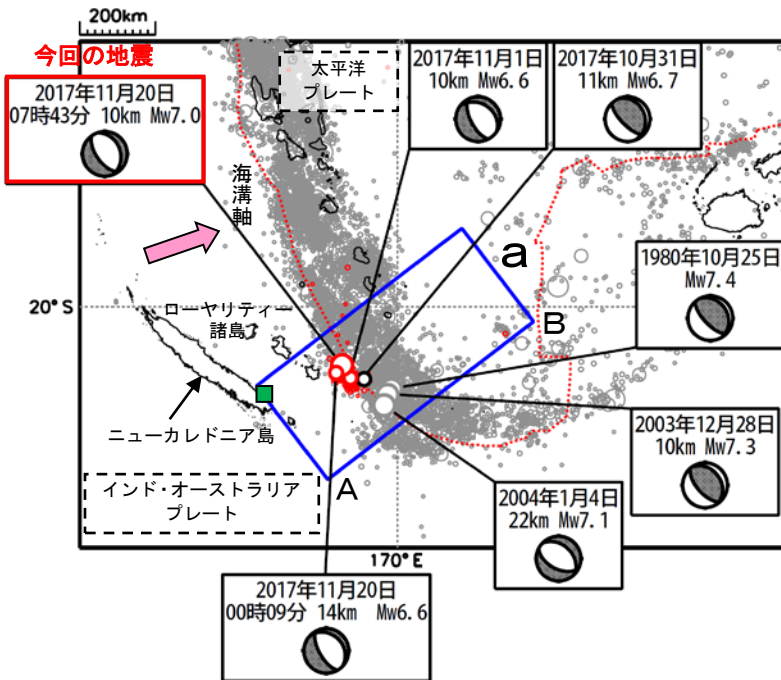 200km
今回の地震
2017年11月20日
07時43分 10km Mw7.0
太平洋
プレート
2017年11月1日
10km Mw6.6
2017年10月31日
11km Mw6.7
海溝軸
a
1980年10月25日
Mw7.4
20°S
ローヤリティー
諸島
B
ニューカレドニア島
2003年12月28日
10km Mw7.3
インド・オーストラリア
プレート
A
2004年1月4日
22km Mw7.1
170°E
2017年11月20日
00時09分 14km Mw6.6